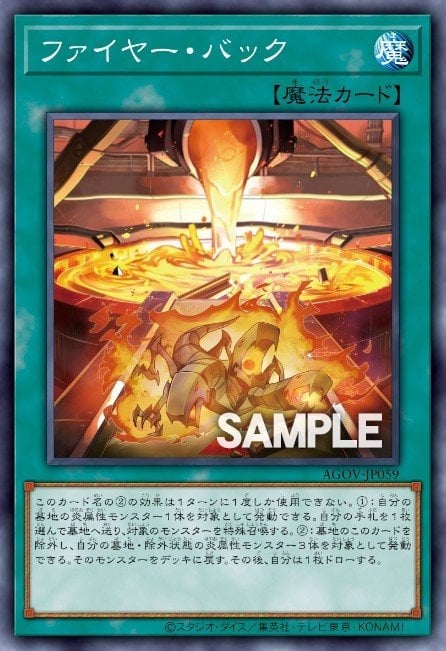 ファイヤー・バック
魔
【魔法カード】
SAMPLE
AGOV-JP059
このカード名の②の効果は1ターンに1度しか使用できない。①:自分の
墓地の炎属性モンスター1体を対象として発動できる。自分の手札を1枚
選んで墓地へ送り、対象のモンスターを特殊召喚する。②:墓地のこのカードを
除外し、自分の墓地・除外状態の炎属性モンスター3体を対象として発動
できる。そのモンスターをデッキに戻す。その後、自分は1枚ドローする。
©スタジオ・ダイス/集英社・テレビ東京・KONAMI